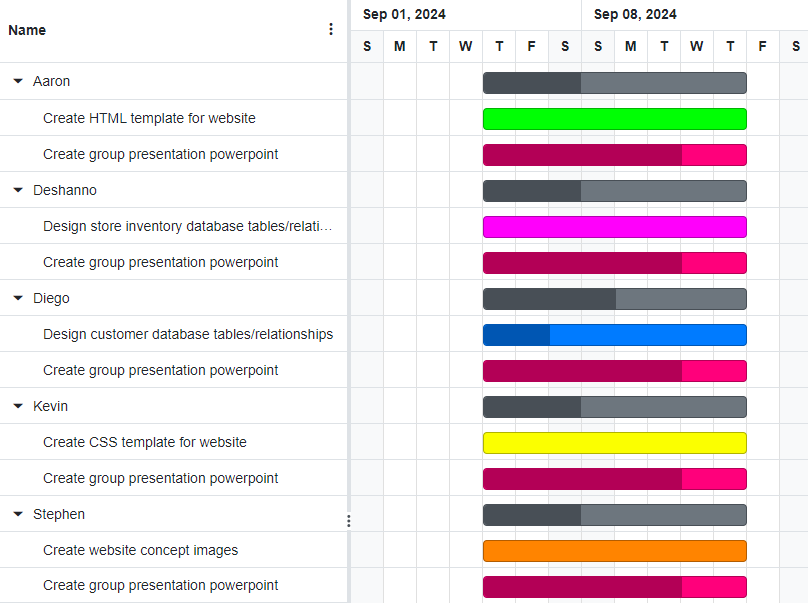 Name
Sep 01, 2024 Sep 08, 2024
S M T W T F S S M T W T F S
Aaron
Create HTML template for website
Create group presentation powerpoint
Deshanno
Design store inventory database tables/relati…
Create group presentation powerpoint
Diego
Design customer database tables/relationships
Create group presentation powerpoint
Kevin
Create CSS template for website
Create group presentation powerpoint
Stephen
Create website concept images
Create group presentation powerpoint